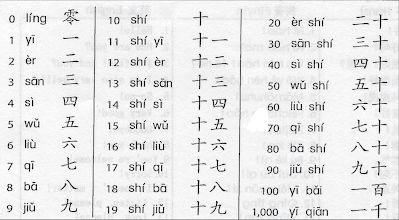 0 líng 零
1 yī 一
2 èr 二
3 sān 三
4 sì 四
5 wǔ 五
6 liù 六
7 qī 七
8 bā 八
9 jiǔ 九
10 shí 十
11 shí yī 十一
12 shí èr 十二
13 shí sān 十三
14 shí sì 十四
15 shí wǔ 十五
16 shí liù 十六
17 shí qī 十七
18 shí bā 十八
19 shí jiǔ 十九
20 èr shí 二十
30 sān shí 三十
40 sì shí 四十
50 wǔ shí 五十
60 liù shí 六十
70 qī shí 七十
80 bā shí 八十
90 jiǔ shí 九十
100 yī bǎi 一百
1,000 yī qiān 一千